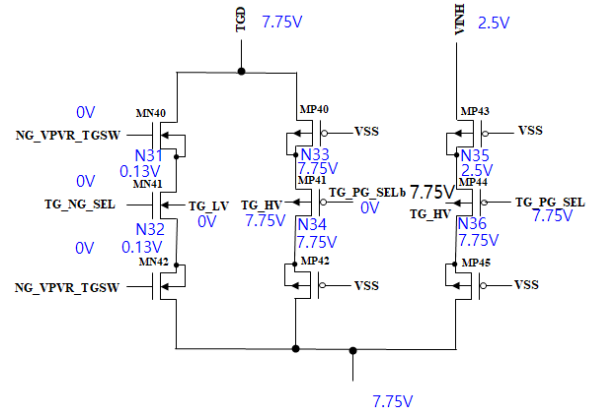 TGD
7.75V
VINH
2.5V
0V
MN40
MP40
MP43
NG_VPVR_TGSW
VSS
VSS
N31
N33
N35
0.13V
7.75V
2.5V
0V
MN41
MP41
MP44
TG_NG_SEL
TG_LV
TG_HV
TG_PG_SELb
7.75V
TG_PG_SEL
0V
7.75V
0V
TG_HV
7.75V
N32
N34
N36
0V
0.13V
7.75V
7.75V
MN42
MP42
MP45
NG_VPVR_TGSW
VSS
VSS
7.75V